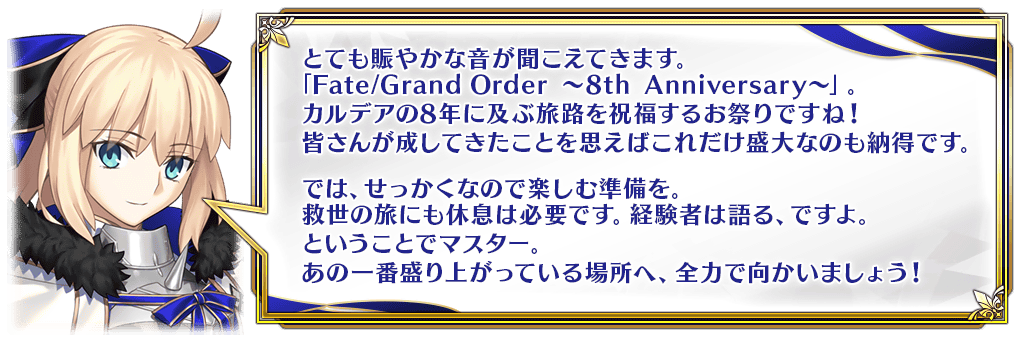 とても賑やかな音が聞こえてきます。
「Fate/Grand Order ～8th Anniversary～」。
カルデアの8年に及ぶ旅路を祝福するお祭りですね！
皆さんが成してきたことを思えばこれだけ盛大なのも納得です。
では、せっかくなので楽しむ準備を。
救世の旅にも休息は必要です。経験者は語る、ですよ。
ということでマスター。
あの一番盛り上がっている場所へ、全力で向かいましょう！